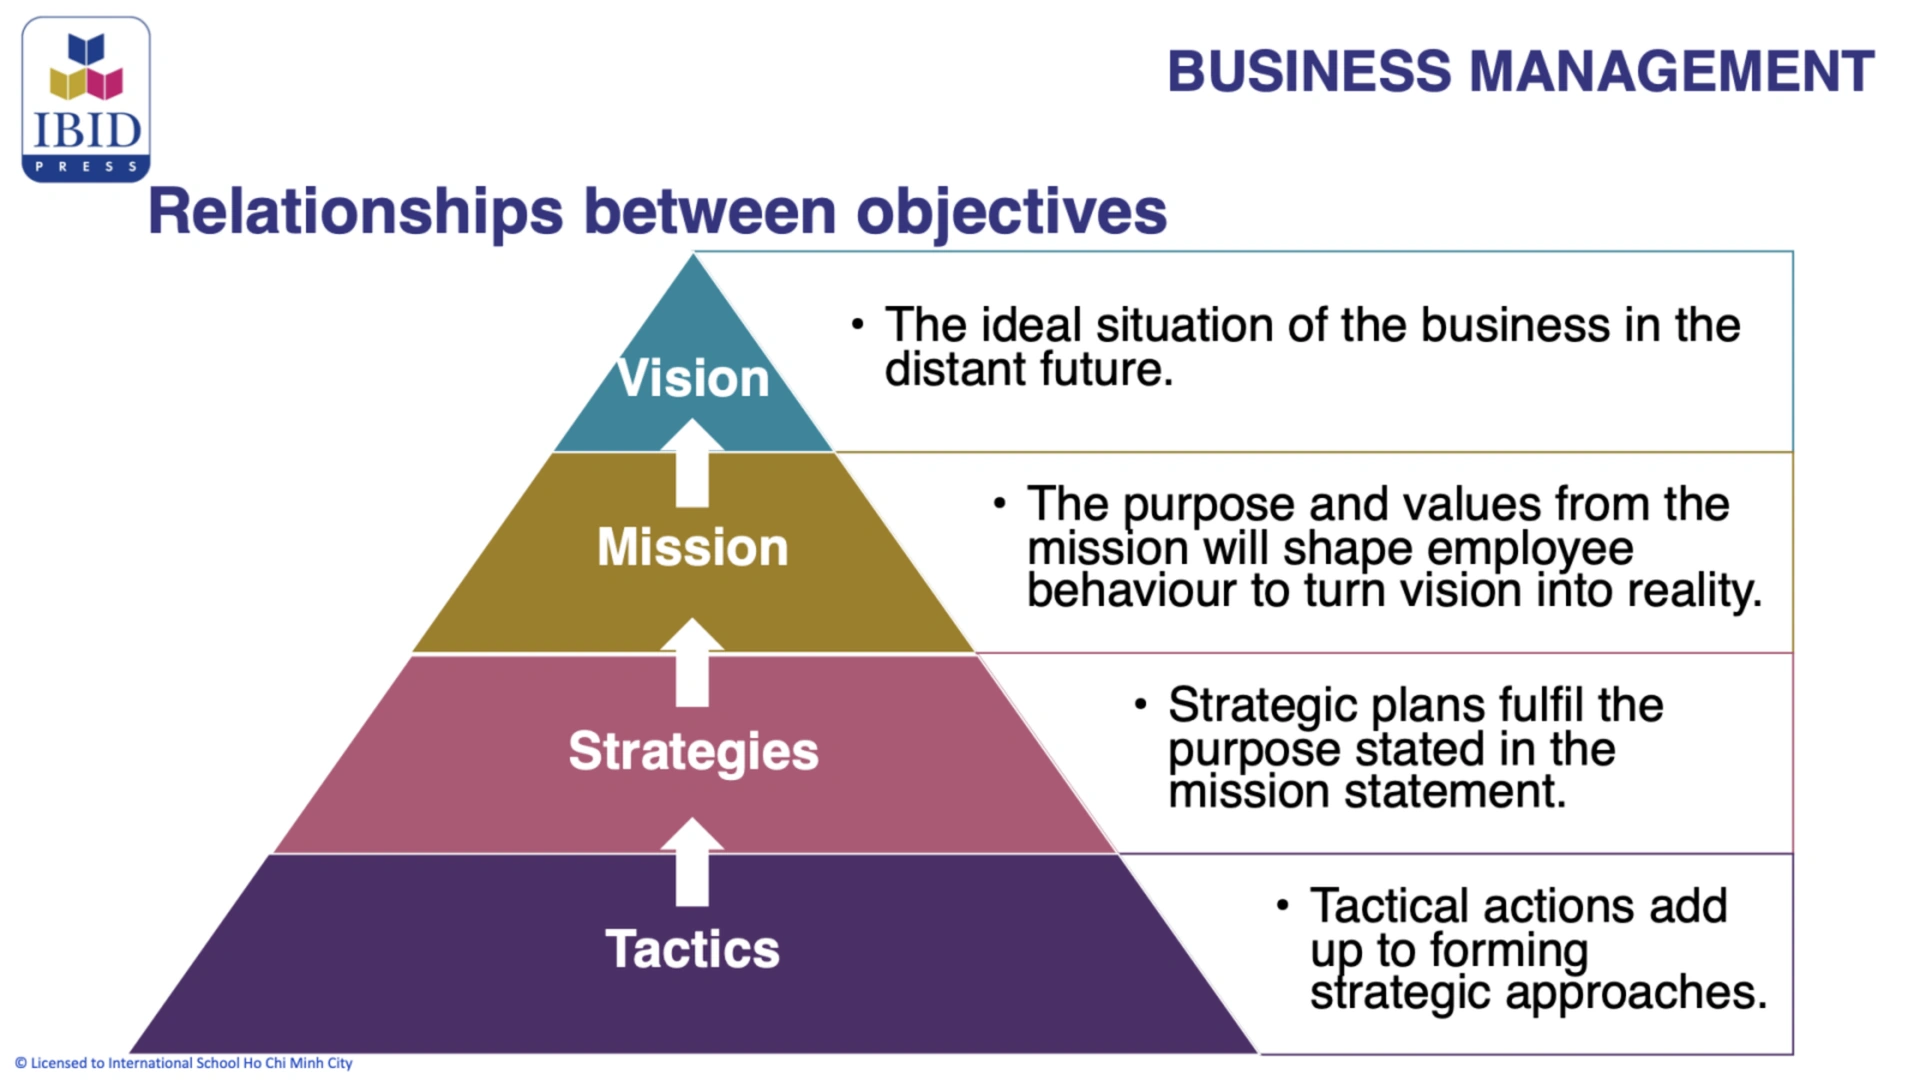 IBID
PRESS
BUSINESS MANAGEMENT
Relationships between objectives
Vision
• The ideal situation of the business in the
distant future.
Mission
• The purpose and values from the
mission will shape employee
behaviour to turn vision into reality.
Strategies
• Strategic plans fulfil the
purpose stated in the
mission statement.
Tactics
• Tactical actions add
up to forming
strategic approaches.
© Licensed to International School Ho Chi Minh City